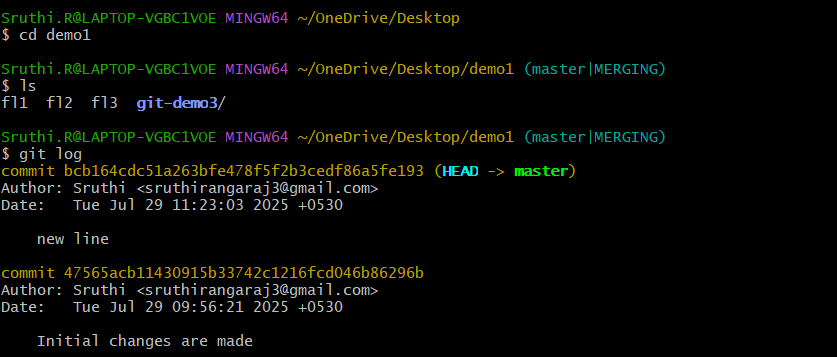 Sruthi.R@LAPTOP-VGBC1VOE MINGW64 ~/OneDrive/Desktop
$ cd demo1
Sruthi.R@LAPTOP-VGBC1VOE MINGW64 ~/OneDrive/Desktop/demo1 (master|MERGING)
$ ls
fl1  fl2  fl3  git-demo3/
Sruthi.R@LAPTOP-VGBC1VOE MINGW64 ~/OneDrive/Desktop/demo1 (master|MERGING)
$ git log
commit bcb164cdc51a263bfe478f5f2b3cedf86a5fe193 (HEAD -> master)
Author: Sruthi <sruthirangaraj3@gmail.com>
Date:   Tue Jul 29 11:23:03 2025 +0530
    new line
commit 47565acb11430915b33742c1216fcd046b86296b
Author: Sruthi <sruthirangaraj3@gmail.com>
Date:   Tue Jul 29 09:56:21 2025 +0530
    Initial changes are made